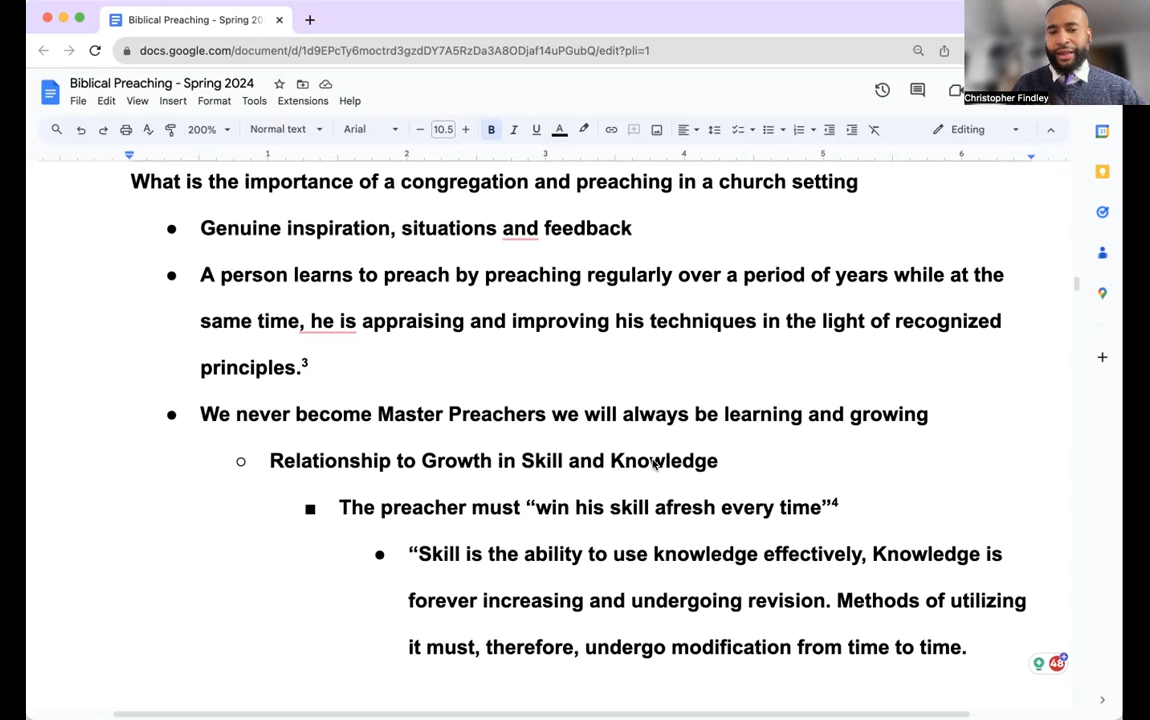 Biblical Preaching - Spring 20
docs.google.com/document/d/1d9EPcTy6moctrd3gzdDY7A5RzDa3A8ODjaf14uPGubQ/edit?pli=1
Christopher Findley
Biblical Preaching - Spring 2024
File Edit View Insert Format Tools Extensions Help
200% Normal text Arial 10.5 B I U A Editing
1 2 3 4 5 6
What is the importance of a congregation and preaching in a church setting
● Genuine inspiration, situations and feedback
● A person learns to preach by preaching regularly over a period of years while at the
same time, he is appraising and improving his techniques in the light of recognized
principles.³
● We never become Master Preachers we will always be learning and growing
○ Relationship to Growth in Skill and Knowledge
■ The preacher must “win his skill afresh every time”⁴
● “Skill is the ability to use knowledge effectively, Knowledge is
forever increasing and undergoing revision. Methods of utilizing
it must, therefore, undergo modification from time to time.
48